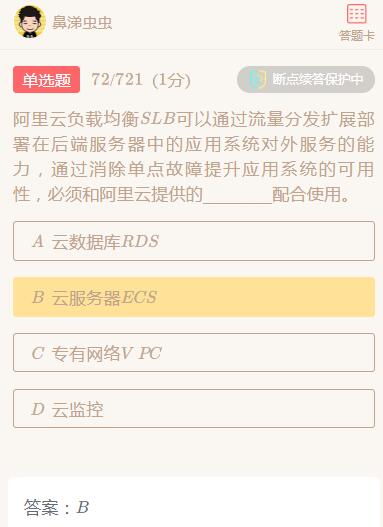 鼻涕虫虫
答题卡
单选题 72/721 (1分) 断点续答保护中
阿里云负载均衡SLB可以通过流量分发扩展部
署在后端服务器中的应用系统对外服务的能
力，通过消除单点故障提升应用系统的可用
性，必须和阿里云提供的________配合使用。
A 云数据库RDS
B 云服务器ECS
C 专有网络V PC
D 云监控
答案：B